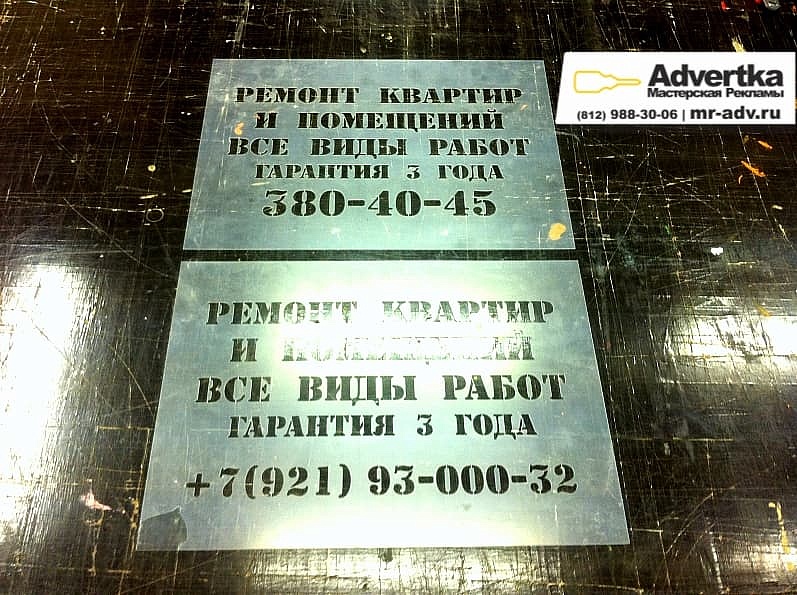 Advertka
Мастерская Рекламы
(812) 988-30-06 | mr-adv.ru
РЕМОНТ КВАРТИР
И ПОМЕЩЕНИЙ
ВСЕ ВИДЫ РАБОТ
ГАРАНТИЯ 3 ГОДА
380-40-45
РЕМОНТ КВАРТИР
И ПОМЕЩЕНИЙ
ВСЕ ВИДЫ РАБОТ
ГАРАНТИЯ 3 ГОДА
+7(921) 93-000-32